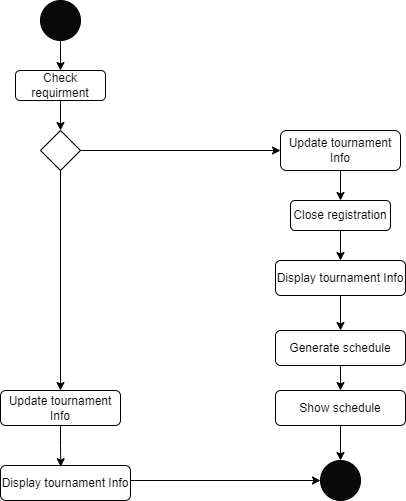 Check
requirment
Update tournament
Info
Close registration
Display tournament Info
Generate schedule
Update tournament
Info
Show schedule
Display tournament Info